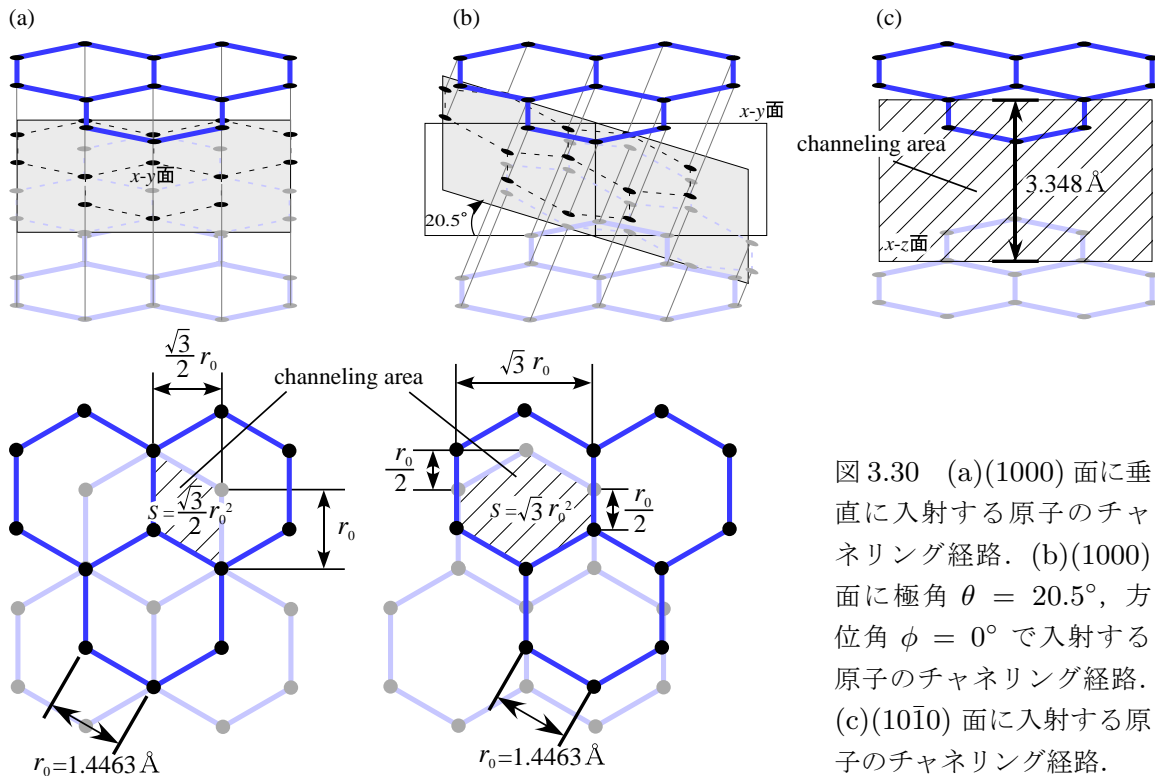 (a)
(b)
(c)
x-y面
x-y面
20.5°
channeling area
3.348 Å
x-z面
√3/2 r₀
channeling area
√3 r₀
S = √3/2 r₀²
r₀
r₀/2
S = √3 r₀²
r₀/2
r₀=1.4463 Å
r₀=1.4463 Å
図 3.30 (a)(1000) 面に垂
直に入射する原子のチャ
ネリング経路. (b)(1000)
面に極角 θ = 20.5°, 方
位角 ϕ = 0° で入射する
原子のチャネリング経路.
(c)(101̄0) 面に入射する原
子のチャネリング経路.